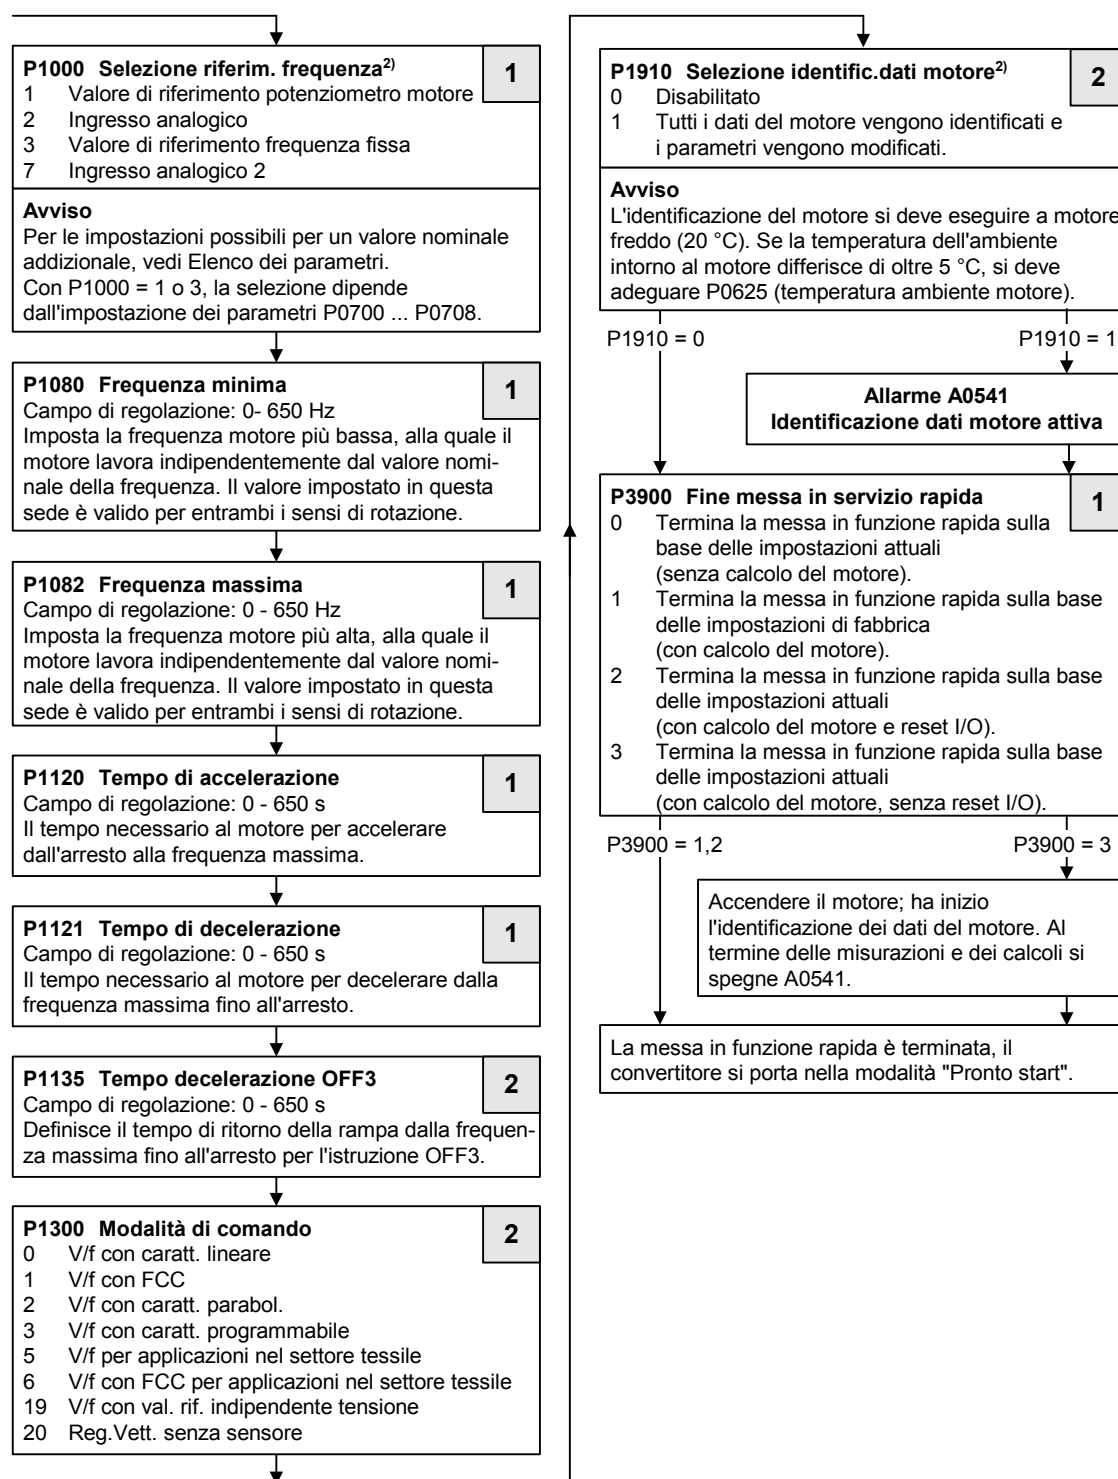 P1000 Selezione riferim. frequenza2)
1
1 Valore di riferimento potenziometro motore
2 Ingresso analogico
3 Valore di riferimento frequenza fissa
7 Ingresso analogico 2
Avviso
Per le impostazioni possibili per un valore nominale
addizionale, vedi Elenco dei parametri.
Con P1000 = 1 o 3, la selezione dipende
dall'impostazione dei parametri P0700 ... P0708.
P1080 Frequenza minima
1
Campo di regolazione: 0- 650 Hz
Imposta la frequenza motore più bassa, alla quale il
motore lavora indipendentemente dal valore nomi-
nale della frequenza. Il valore impostato in questa
sede è valido per entrambi i sensi di rotazione.
P1082 Frequenza massima
1
Campo di regolazione: 0 - 650 Hz
Imposta la frequenza motore più alta, alla quale il
motore lavora indipendentemente dal valore nomi-
nale della frequenza. Il valore impostato in questa
sede è valido per entrambi i sensi di rotazione.
P1120 Tempo di accelerazione
1
Campo di regolazione: 0 - 650 s
Il tempo necessario al motore per accelerare
dall'arresto alla frequenza massima.
P1121 Tempo di decelerazione
1
Campo di regolazione: 0 - 650 s
Il tempo necessario al motore per decelerare dalla
frequenza massima fino all'arresto.
P1135 Tempo decelerazione OFF3
2
Campo di regolazione: 0 - 650 s
Definisce il tempo di ritorno della rampa dalla frequen-
za massima fino all'arresto per l'istruzione OFF3.
P1300 Modalità di comando
2
0 V/f con caratt. lineare
1 V/f con FCC
2 V/f con caratt. parabol.
3 V/f con caratt. programmabile
5 V/f per applicazioni nel settore tessile
6 V/f con FCC per applicazioni nel settore tessile
19 V/f con val. rif. indipendente tensione
20 Reg.Vett. senza sensore
P1910 Selezione identific.dati motore2)
2
0 Disabilitato
1 Tutti i dati del motore vengono identificati e
i parametri vengono modificati.
Avviso
L'identificazione del motore si deve eseguire a motore
freddo (20 °C). Se la temperatura dell'ambiente
intorno al motore differisce di oltre 5 °C, si deve
adeguare P0625 (temperatura ambiente motore).
P1910 = 0
P1910 = 1
Allarme A0541
Identificazione dati motore attiva
P3900 Fine messa in servizio rapida
1
0 Termina la messa in funzione rapida sulla
base delle impostazioni attuali
(senza calcolo del motore).
1 Termina la messa in funzione rapida sulla base
delle impostazioni di fabbrica
(con calcolo del motore).
2 Termina la messa in funzione rapida sulla base
delle impostazioni attuali
(con calcolo del motore e reset I/O).
3 Termina la messa in funzione rapida sulla base
delle impostazioni attuali
(con calcolo del motore, senza reset I/O).
P3900 = 1,2
P3900 = 3
Accendere il motore; ha inizio
l'identificazione dei dati del motore. Al
termine delle misurazioni e dei calcoli si
spegne A0541.
La messa in funzione rapida è terminata, il
convertitore si porta nella modalità "Pronto start".